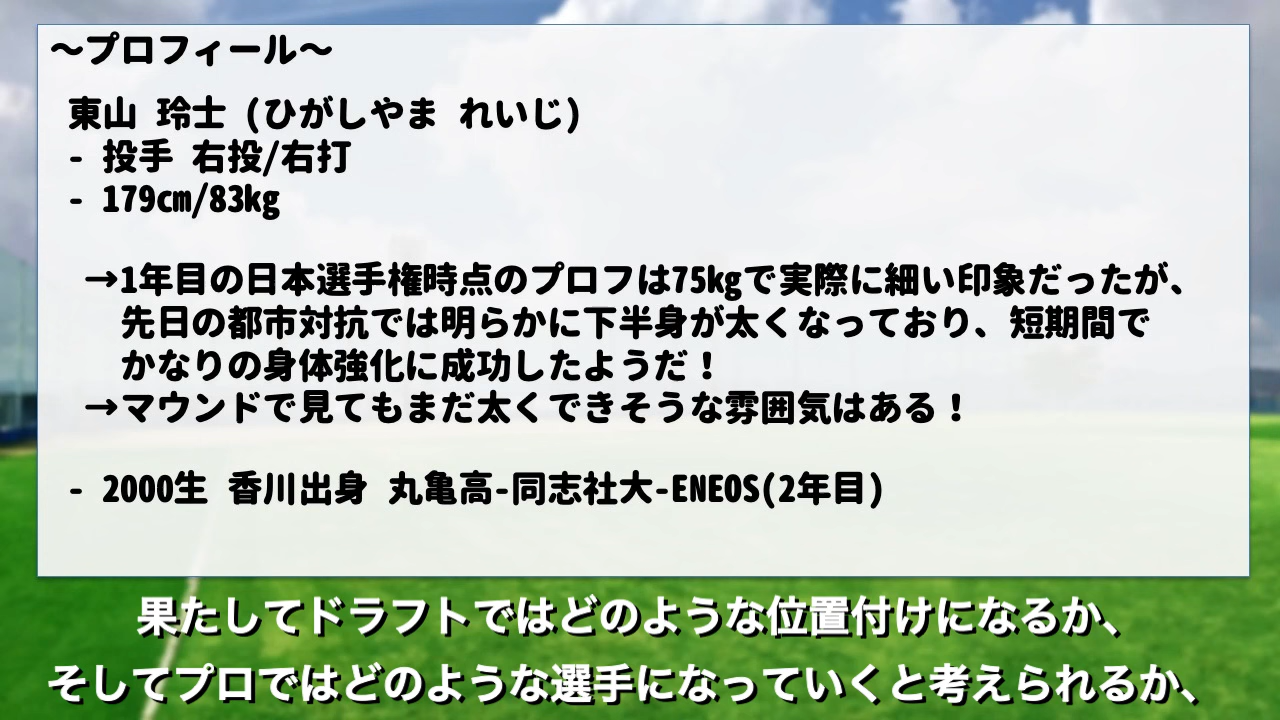 ～プロフィール～
東山 玲士 (ひがしやま れいじ)
- 投手 右投/右打
- 179㎝/83kg
→1年目の日本選手権時点のプロフは75kgで実際に細い印象だったが、
先日の都市対抗では明らかに下半身が太くなっており、短期間で
かなりの身体強化に成功したようだ！
→マウンドで見てもまだ太くできそうな雰囲気はある！
- 2000生 香川出身 丸亀高-同志社大-ENEOS(2年目)
果たしてドラフトではどのような位置付けになるか、
そしてプロではどのような選手になっていくと考えられるか、